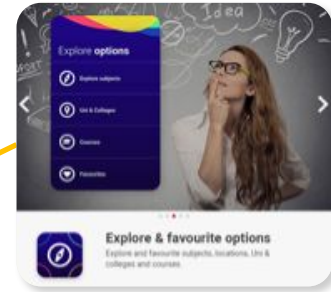 Idea
Explore options
Explore subjects
Uni & Colleges
Courses
Favourites
Explore & favourite options
Explore and favourite subjects, locations, Uni &
colleges and courses.